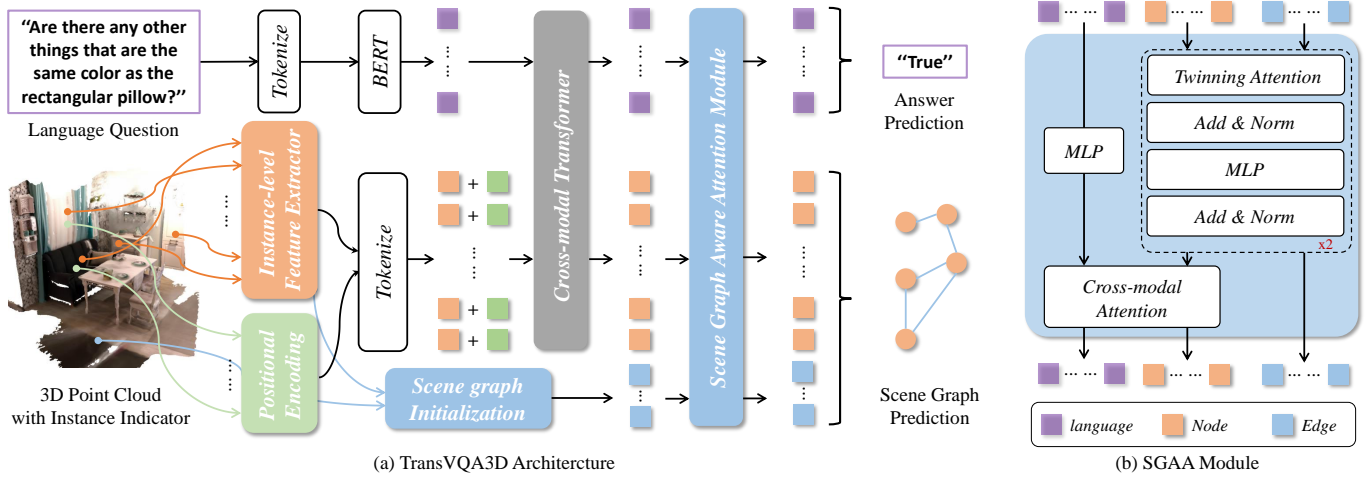 “Are there any other
things that are the
same color as the
rectangular pillow?”
Language Question
Tokenize
BERT
Cross-modal Transformer
Scene Graph Aware Attention Module
“True”
Answer
Prediction
Instance-level
Feature Extractor
Positional
Encoding
Tokenize
+
+
+
+
Scene graph
Initialization
3D Point Cloud
with Instance Indicator
Scene Graph
Prediction
(a) TransVQA3D Architercture
Twinning Attention
Add & Norm
MLP
MLP
Add & Norm
x2
Cross-modal
Attention
language
Node
Edge
(b) SGAA Module